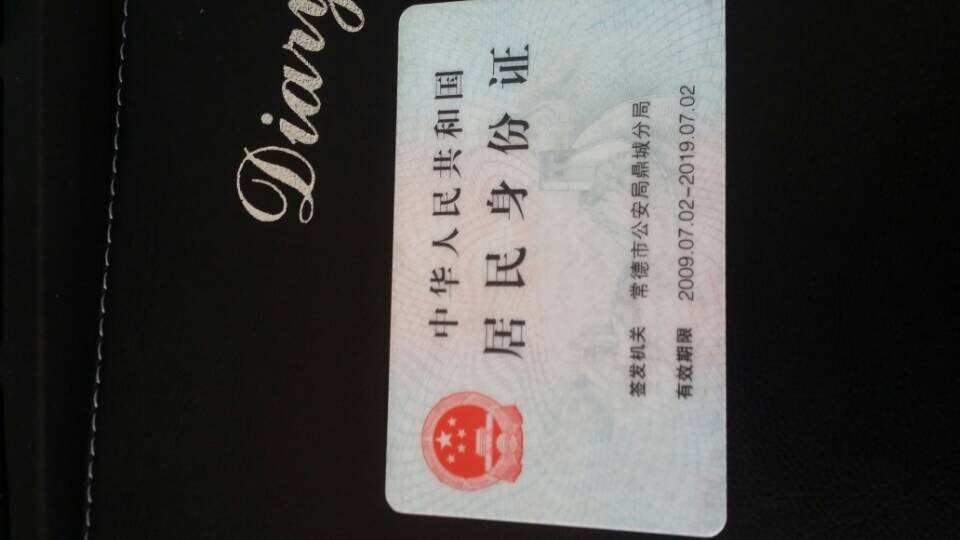 Diary
中华人民共和国
居民身份证
签发机关 常德市公安局鼎城分局
有效期限 2009.07.02-2019.07.02